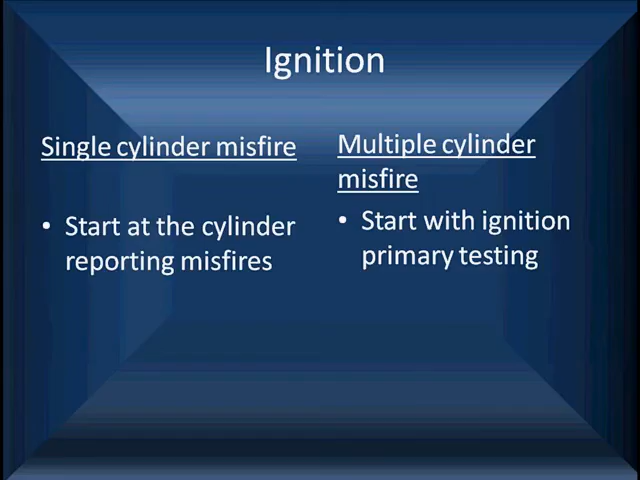 Ignition
Single cylinder misfire
• Start at the cylinder
reporting misfires
Multiple cylinder
misfire
• Start with ignition
primary testing